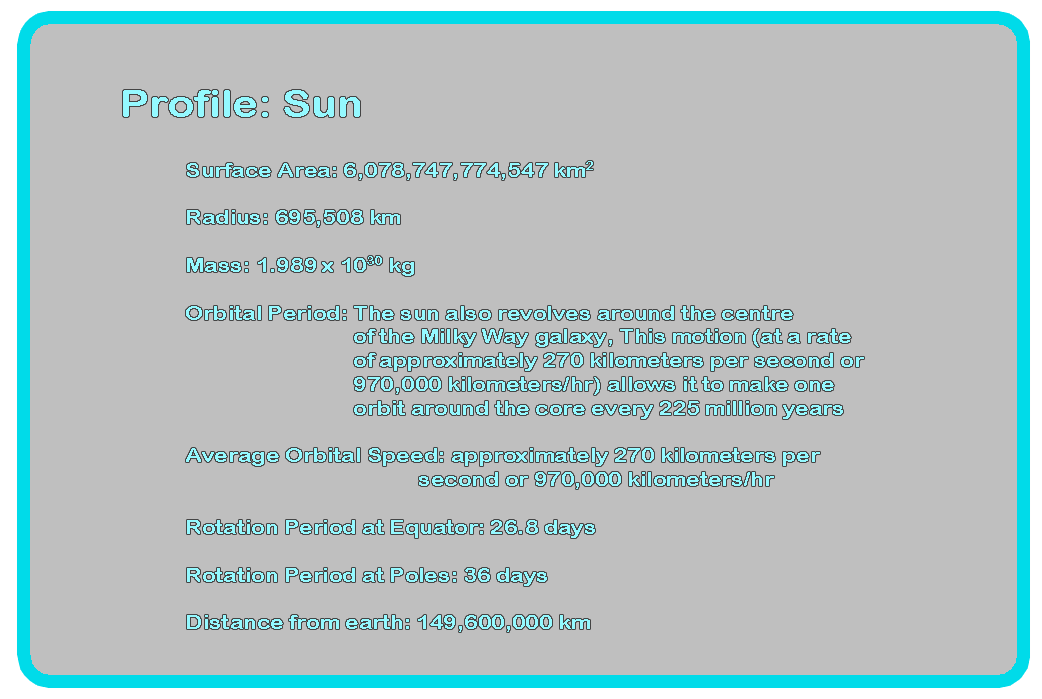 Profile: Sun
Surface Area: 6,078,747,774,547 km²
Radius: 695,508 km
Mass: 1.989 x 10³⁰ kg
Orbital Period: The sun also revolves around the centre
of the Milky Way galaxy, This motion (at a rate
of approximately 270 kilometers per second or
970,000 kilometers/hr) allows it to make one
orbit around the core every 225 million years
Average Orbital Speed: approximately 270 kilometers per
second or 970,000 kilometers/hr
Rotation Period at Equator: 26.8 days
Rotation Period at Poles: 36 days
Distance from earth: 149,600,000 km